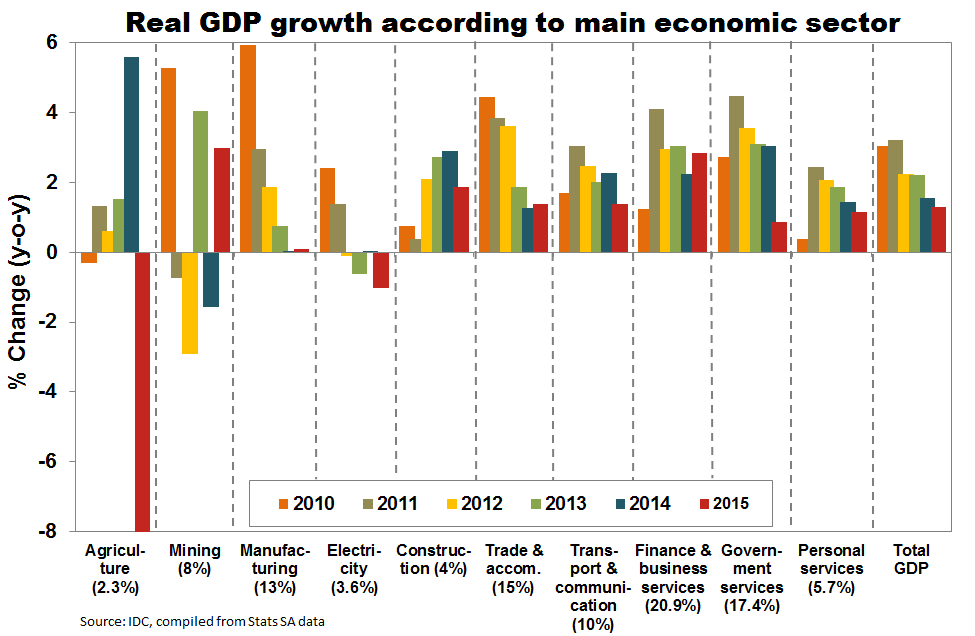 Real GDP growth according to main economic sector
% Change (y-o-y)
6
4
2
0
-2
-4
-6
-8
2010 2011 2012 2013 2014 2015
Agricul-
ture
(2.3%)
Mining
(8%)
Manufac-
turing
(13%)
Electri-
city
(3.6%)
Construc-
tion (4%)
Trade &
accom.
(15%)
Trans-
port &
communi-
cation
(10%)
Finance &
business
services
(20.9%)
Govern-
ment
services
(17.4%)
Personal
services
(5.7%)
Total
GDP
Source: IDC, compiled from Stats SA data